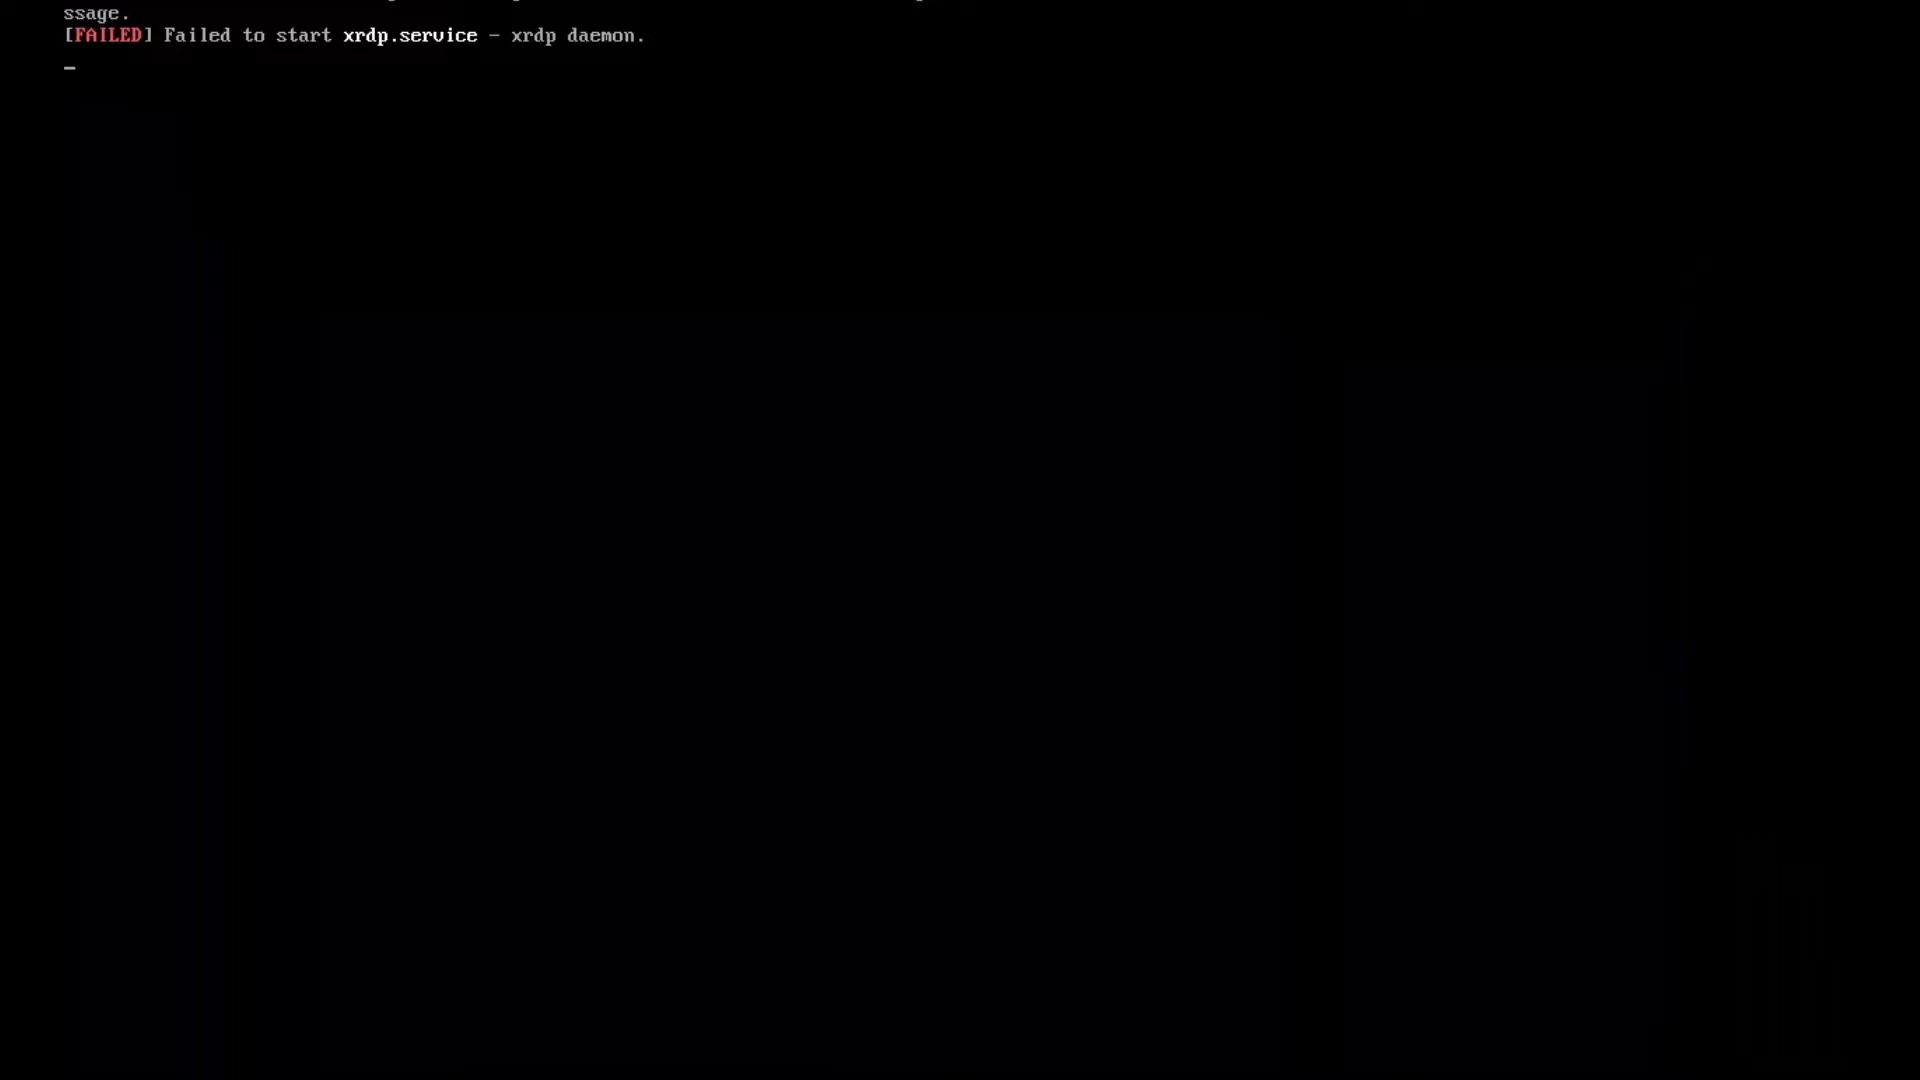 ssage.
[FAILED] Failed to start xrdp.service - xrdp daemon.